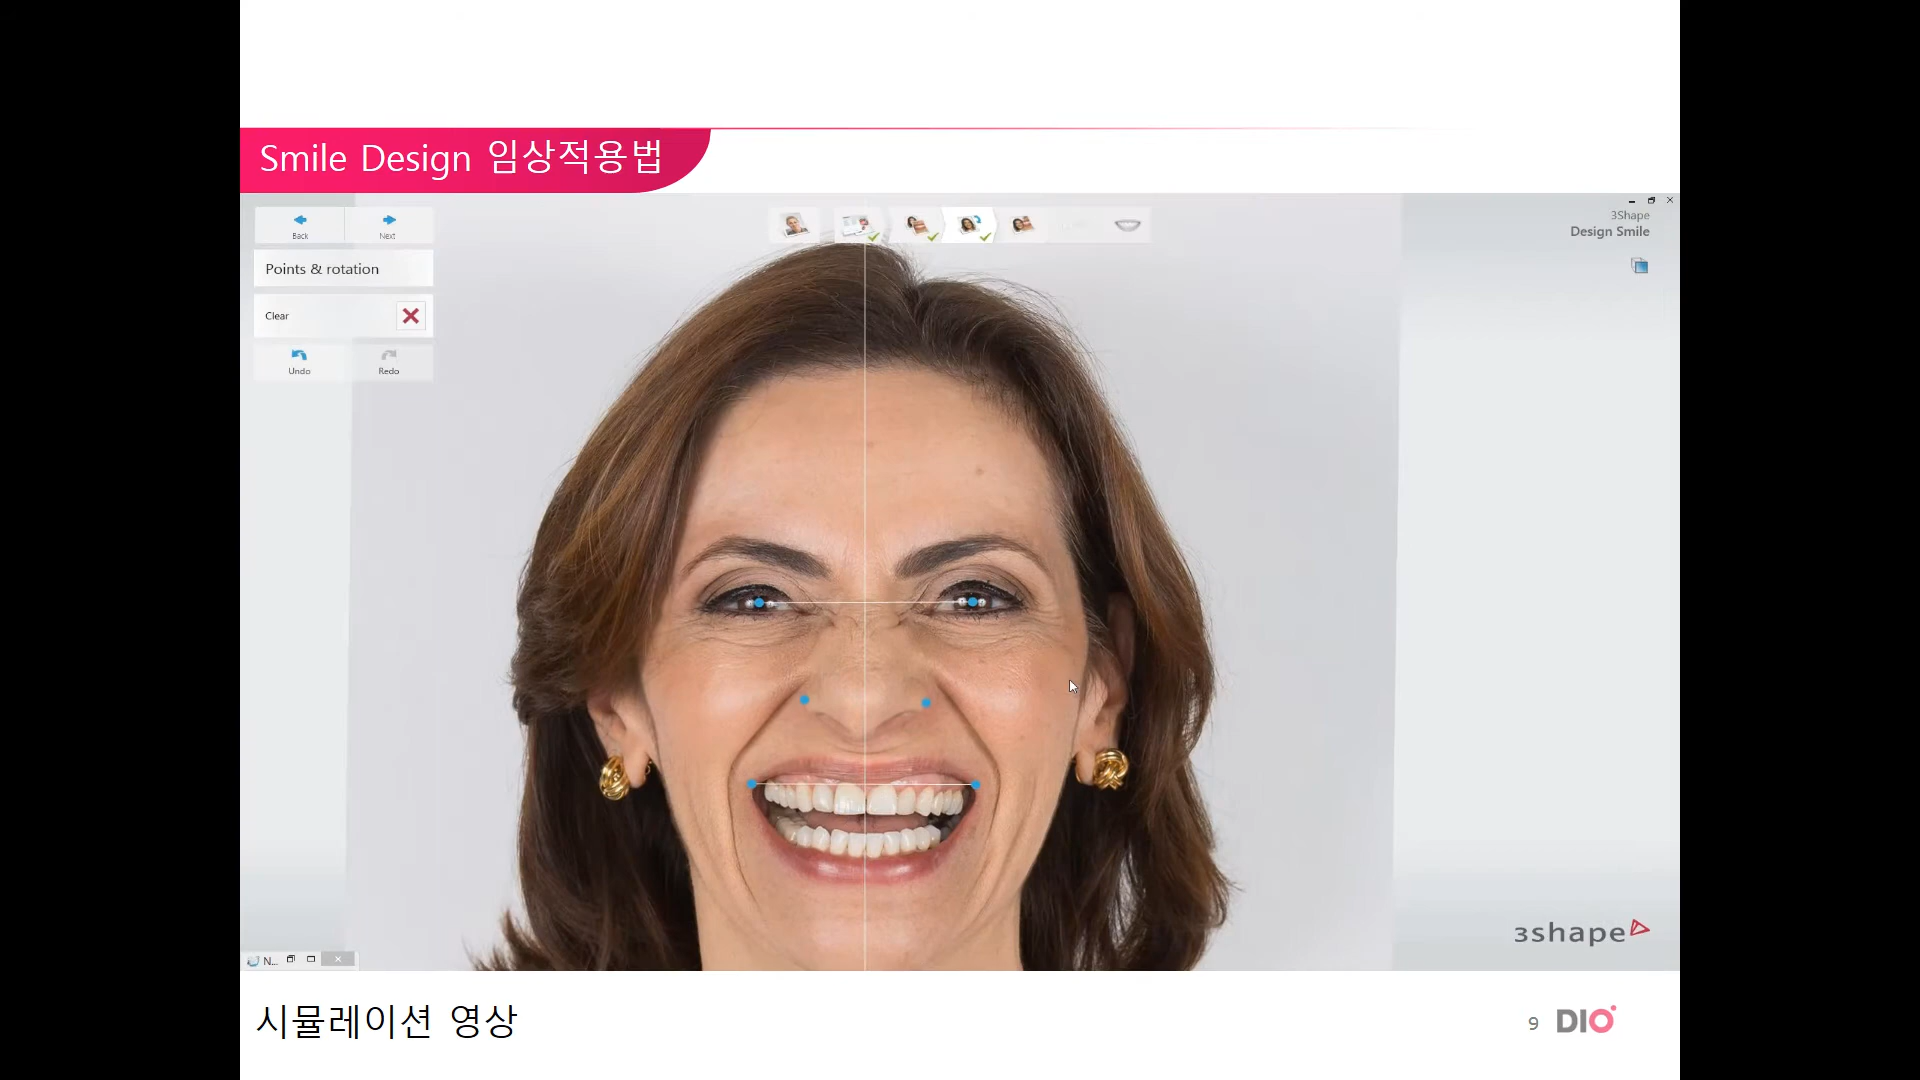 Smile Design 임상적용법
Back
Next
3Shape
Design Smile
Points & rotation
Clear
Undo
Redo
3shape
N...
시뮬레이션 영상
9
DIO